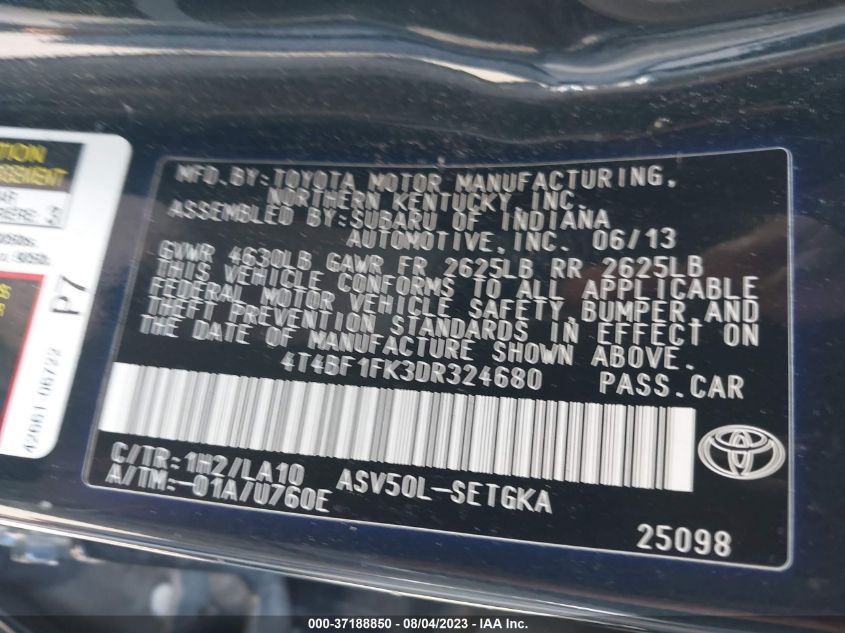 MFD.BY:TOYOTA MOTOR MANUFACTURING,
NORTHERN KENTUCKY, INC.
ASSEMBLED BY:SUBARU OF INDIANA
AUTOMOTIVE,INC. 06/13
GVWR 4630LB GAWR FR 2625LB RR 2625LB
THIS VEHICLE CONFORMS TO ALL APPLICABLE
FEDERAL MOTOR VEHICLE SAFETY,BUMPER,AND
THEFT PREVENTION STANDARDS IN EFFECT ON
THE DATE OF MANUFACTURE SHOWN ABOVE.
4T4BF1FK3DR324680 PASS.CAR
C/TR:1H2/LA10
A/TM:-01A/U760E
ASV50L-SETGKA
25098
P7
42661 06722
000-37188850 - 08/04/2023 - IAA Inc.